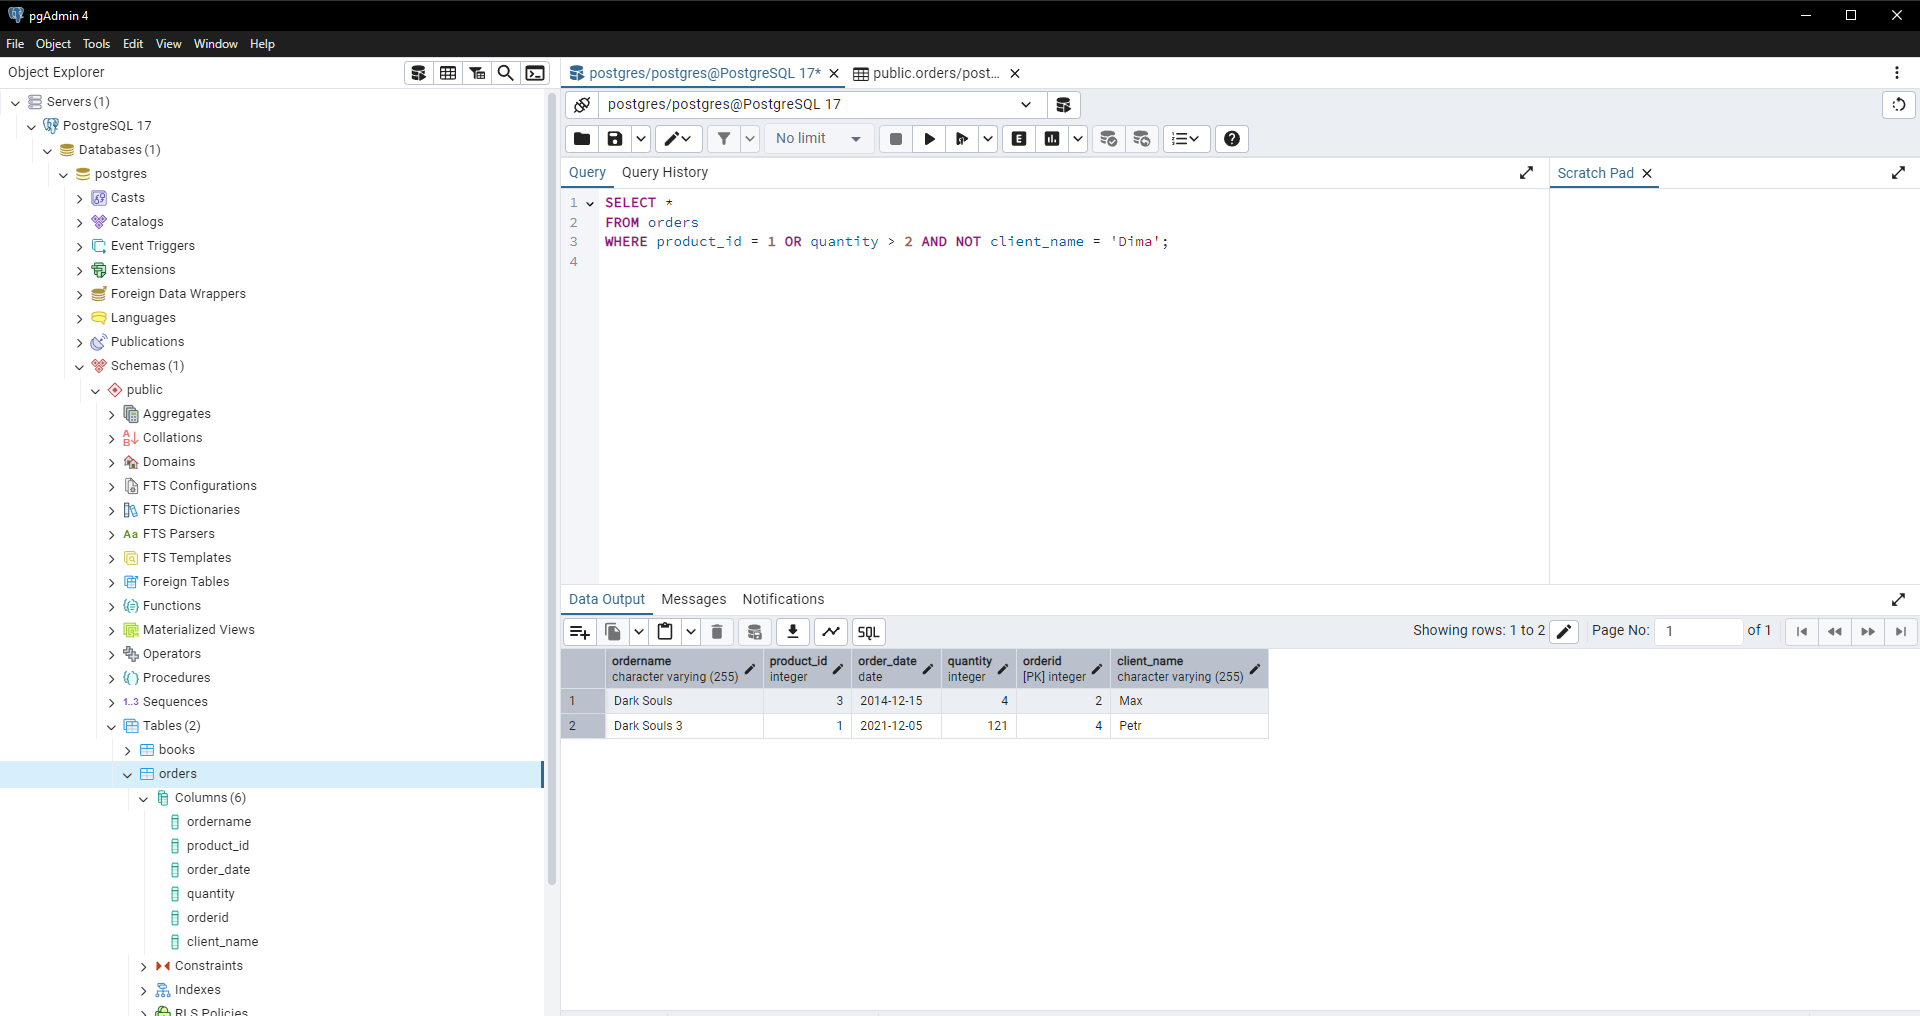 pgAdmin 4
File Object Tools Edit View Window Help
Object Explorer
Servers (1)
PostgreSQL 17
Databases (1)
postgres
Casts
Catalogs
Event Triggers
Extensions
Foreign Data Wrappers
Languages
Publications
Schemas (1)
public
Aggregates
Collations
Domains
FTS Configurations
FTS Dictionaries
Aa FTS Parsers
FTS Templates
Foreign Tables
Functions
Materialized Views
Operators
Procedures
1..3 Sequences
Tables (2)
books
orders
Columns (6)
ordername
product_id
order_date
quantity
orderid
client_name
Constraints
Indexes
RLS Policies
postgres/postgres@PostgreSQL 17*
public.orders/post...
postgres/postgres@PostgreSQL 17
No limit
E
Query Query History
Scratch Pad
1 SELECT *
2 FROM orders
3 WHERE product_id = 1 OR quantity > 2 AND NOT client_name = 'Dima';
4
Data Output Messages Notifications
SQL
Showing rows: 1 to 2
Page No: 1 of 1
ordername product_id order_date quantity orderid client_name
character varying (255) integer date integer [PK] integer character varying (255)
1 Dark Souls 3 2014-12-15 4 2 Max
2 Dark Souls 3 1 2021-12-05 121 4 Petr